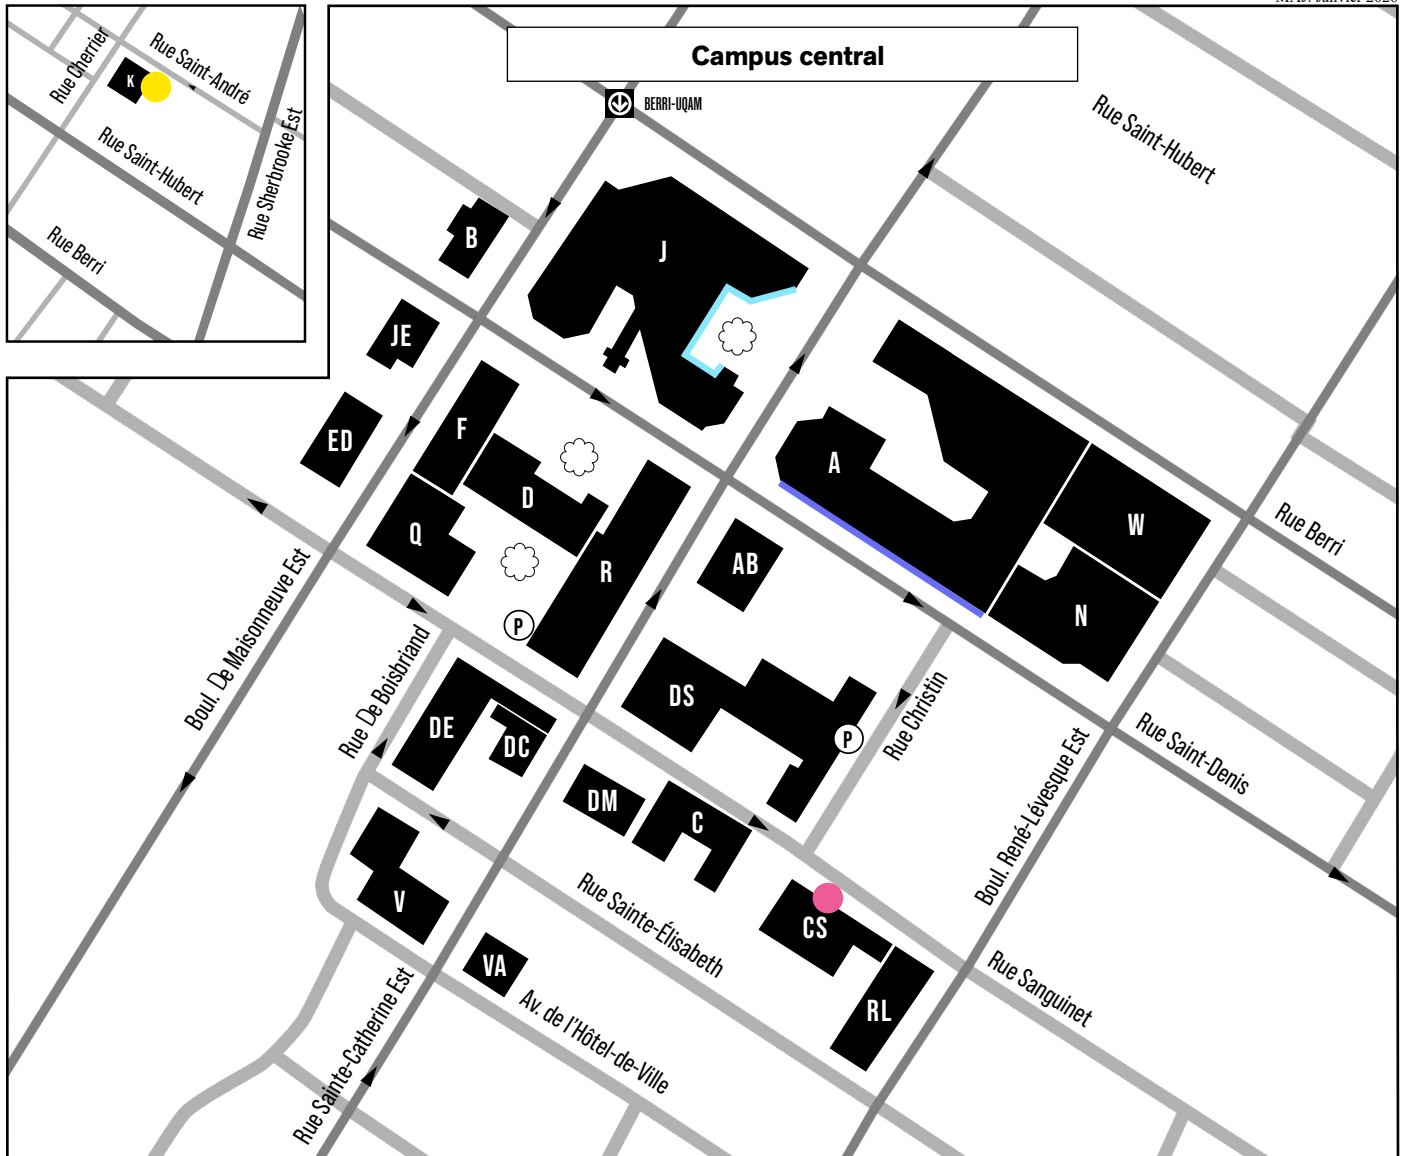 Campus central
BERRI-UQAM
Rue Cherrier
Rue Saint-André
K
Rue Saint-Hubert
Rue Sherbrooke Est
Rue Berri
Rue Saint-Hubert
B
J
JE
ED
F
D
Q
R
P
A
W
N
AB
Rue Berri
Boul. De Maisonneuve Est
Rue De Boisbriand
DE
DC
DS
P
Rue Christin
Rue Saint-Denis
Boul. René-Lévesque Est
DM
C
V
VA
CS
RL
Rue Sainte-Élisabeth
Rue Sanguinet
Av. de l'Hôtel-de-Ville
Rue Sainte-Catherine Est